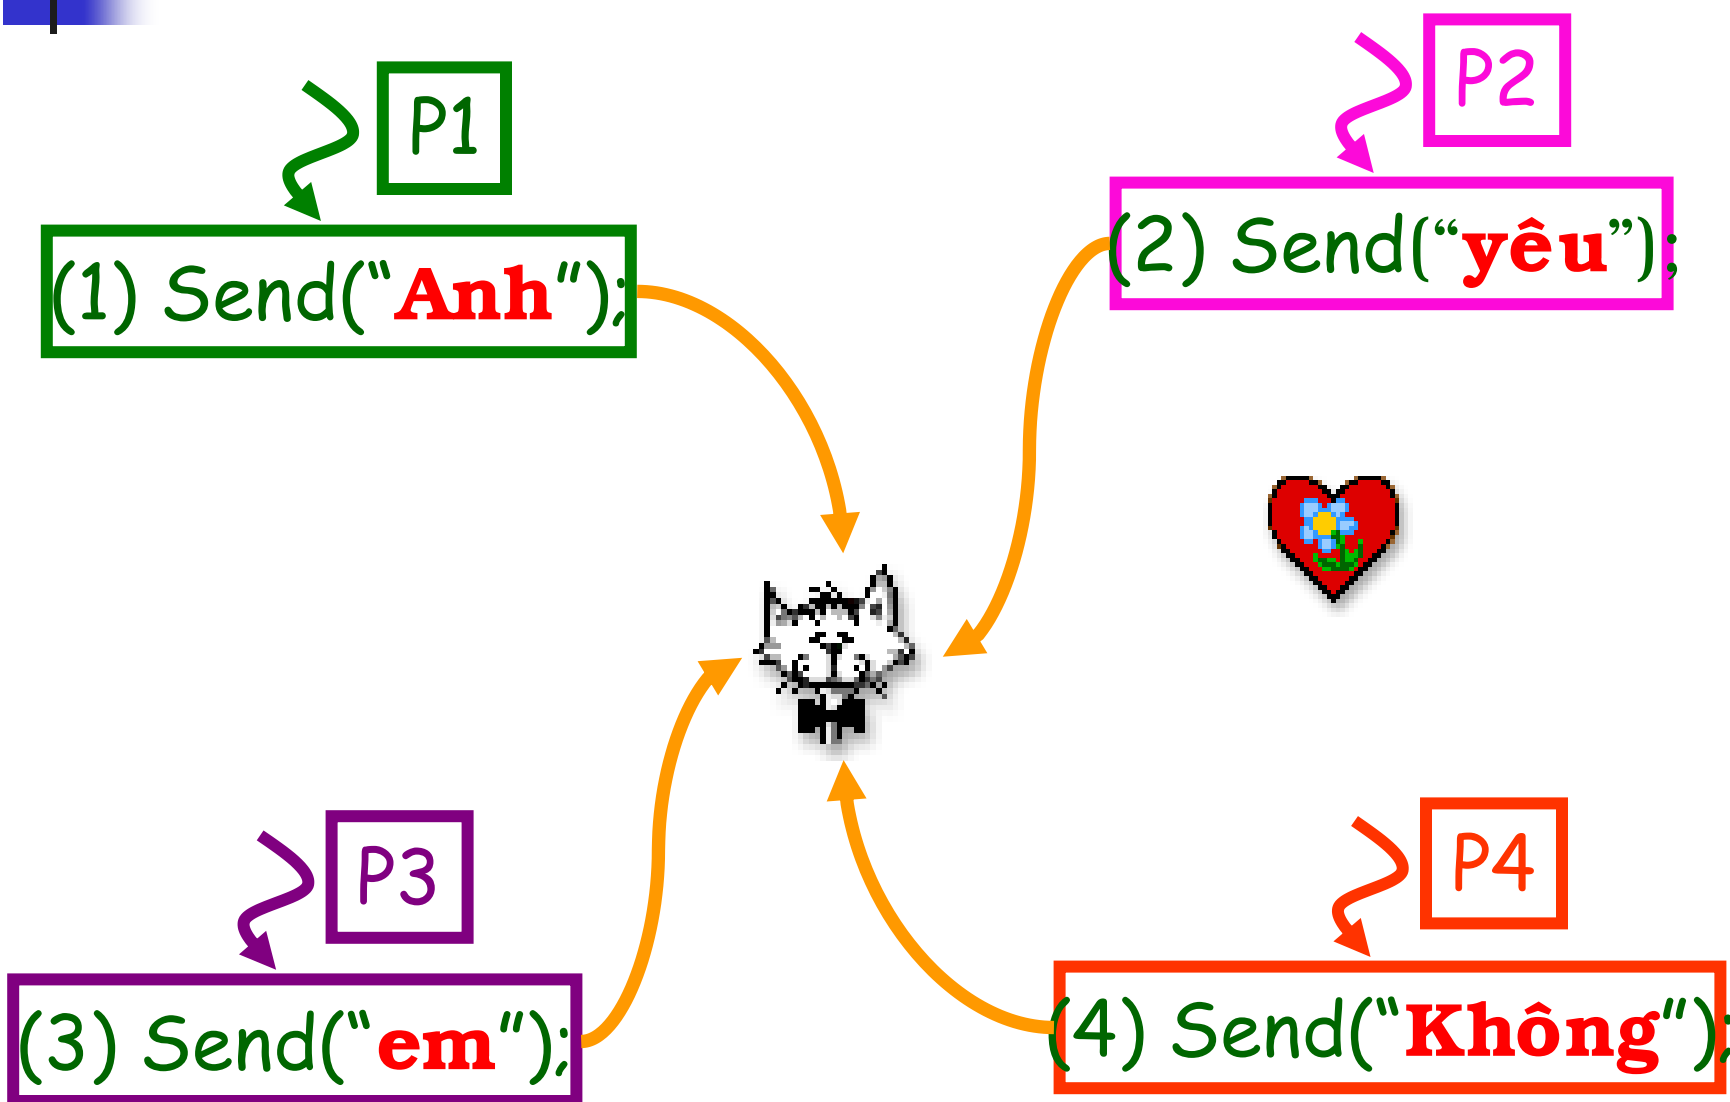 P1
(1) Send(“Anh”);
P2
(2) Send(“yêu”);
P3
(3) Send(“em”);
P4
(4) Send(“Không”);